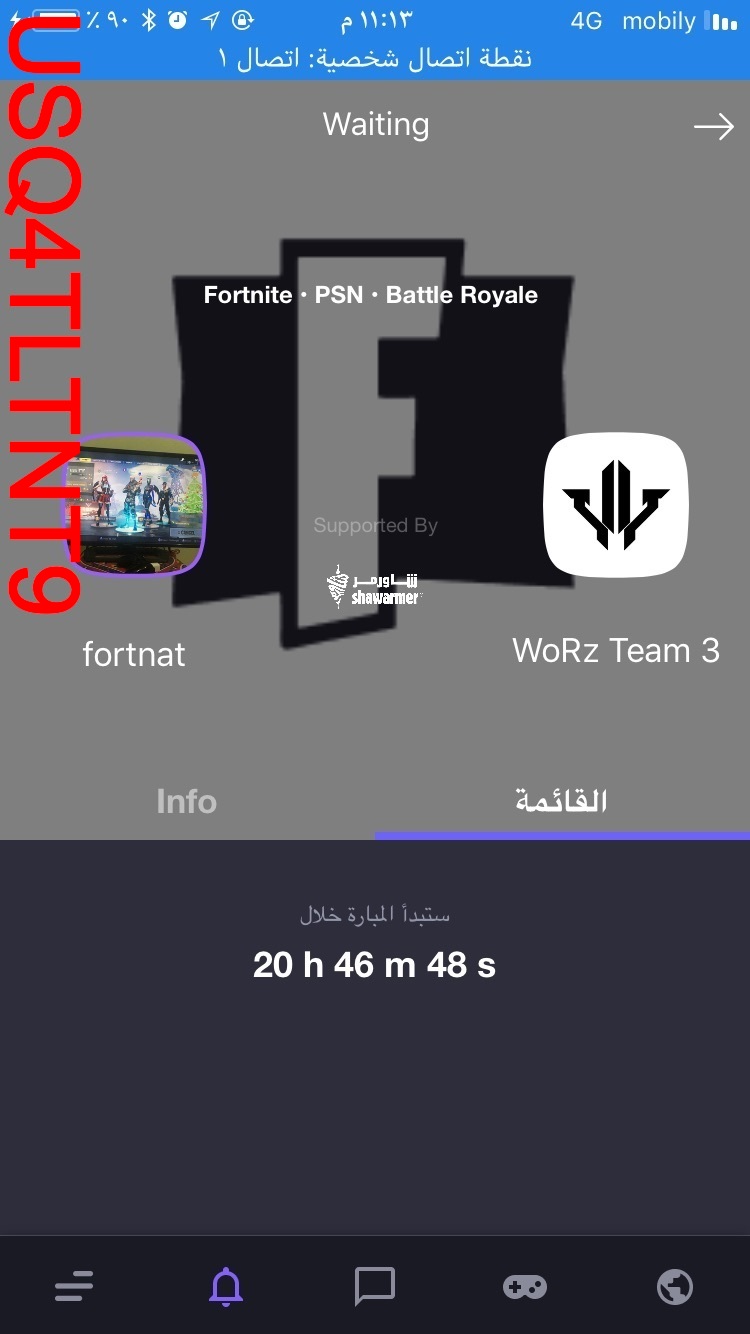 ٪ ٩٠ ١١:١٣ م 4G mobily
نقطة اتصال شخصية: اتصال ١
USQ4TLTNT9
Waiting
Fortnite • PSN • Battle Royale
Supported By
شاورمر
shawarmer
fortnat
WoRz Team 3
Info
القائمة
ستبدأ المبارة خلال
20 h 46 m 48 s